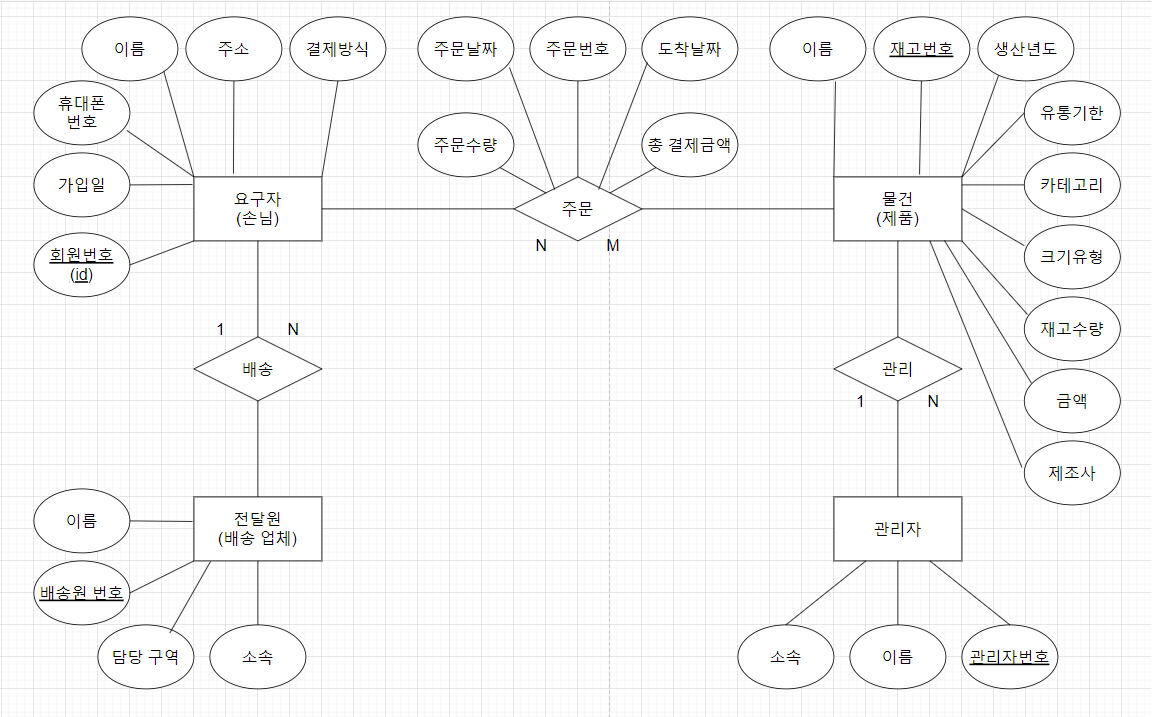 이름
주소
결제방식
주문날짜
주문번호
도착날짜
이름
재고번호
생산년도
휴대폰
번호
유통기한
주문수량
총 결제금액
가입일
카테고리
요구자
(손님)
주문
물건
(제품)
N
M
회원번호
(id)
크기유형
1
N
재고수량
배송
관리
1
N
금액
제조사
이름
전달원
(배송 업체)
관리자
배송원 번호
담당 구역
소속
소속
이름
관리자번호